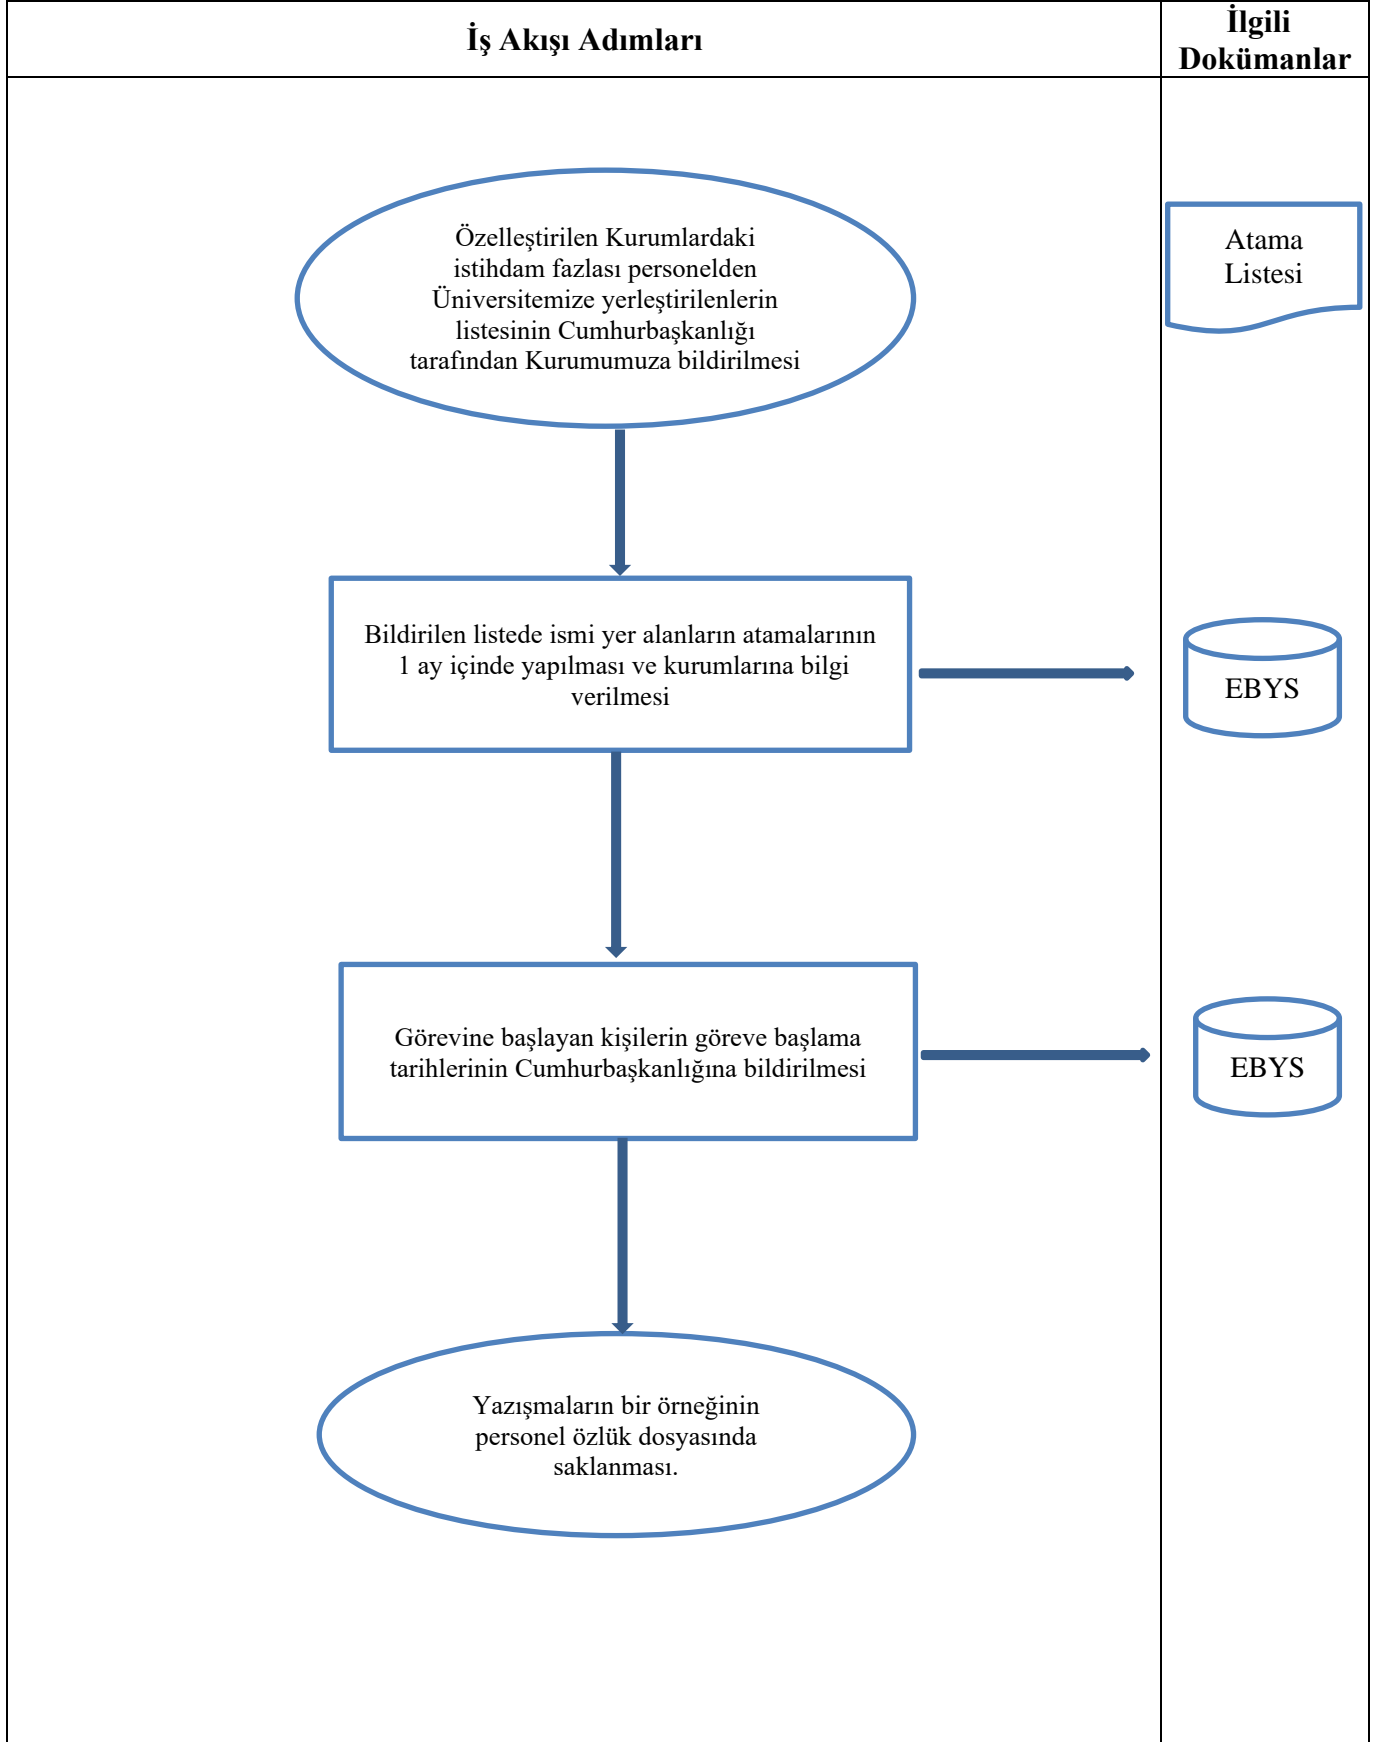 İş Akışı Adımları
İlgili
Dokümanlar
Özelleştirilen Kurumlardaki
istihdam fazlası personelden
Üniversitemize yerleştirilenlerin
listesinin Cumhurbaşkanlığı
tarafından Kurumumuza bildirilmesi
Atama
Listesi
Bildirilen listede ismi yer alanların atamalarının
1 ay içinde yapılması ve kurumlarına bilgi
verilmesi
EBYS
Görevine başlayan kişilerin göreve başlama
tarihlerinin Cumhurbaşkanlığına bildirilmesi
EBYS
Yazışmaların bir örneğinin
personel özlük dosyasında
saklanması.